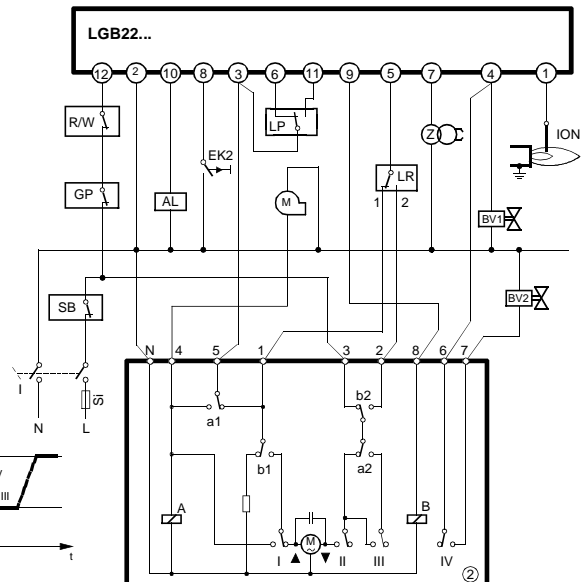 LGB22...
12 2 10 8 3 6 11 9 5 7 4 1
R/W
LP
Z
ION
EK2
GP
AL
M
LR
1 2
BV1
SB
BV2
I
Si
N L
N 4 5 1 3 2 8 6 7
a1
b2
b1
a2
A
B
I
M
~
II
III
IV
III
t
2